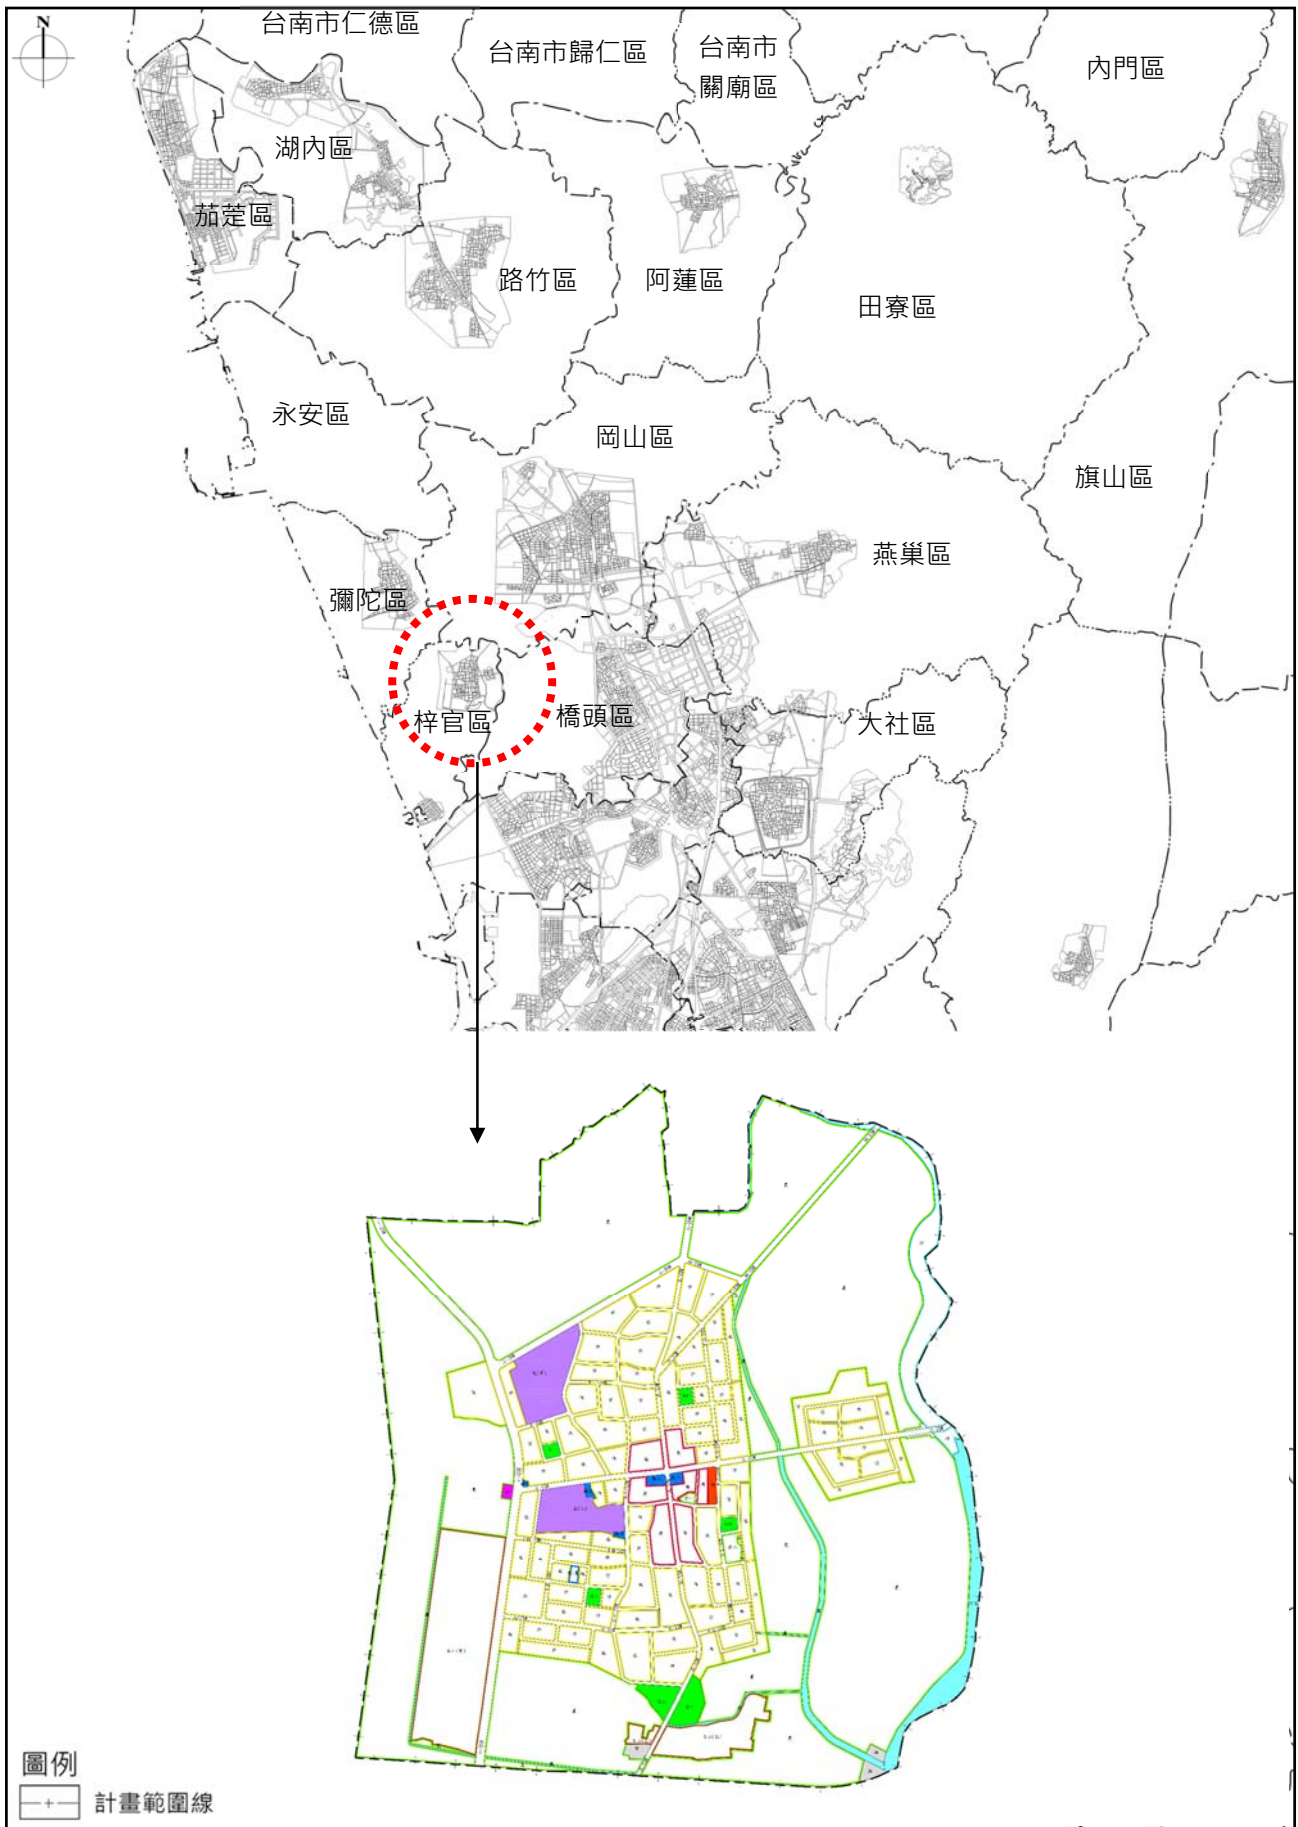 N
台南市仁德區
台南市歸仁區
台南市
關廟區
內門區
湖內區
茄萣區
路竹區
阿蓮區
田寮區
永安區
岡山區
旗山區
燕巢區
彌陀區
梓官區
橋頭區
大社區
圖例
計畫範圍線